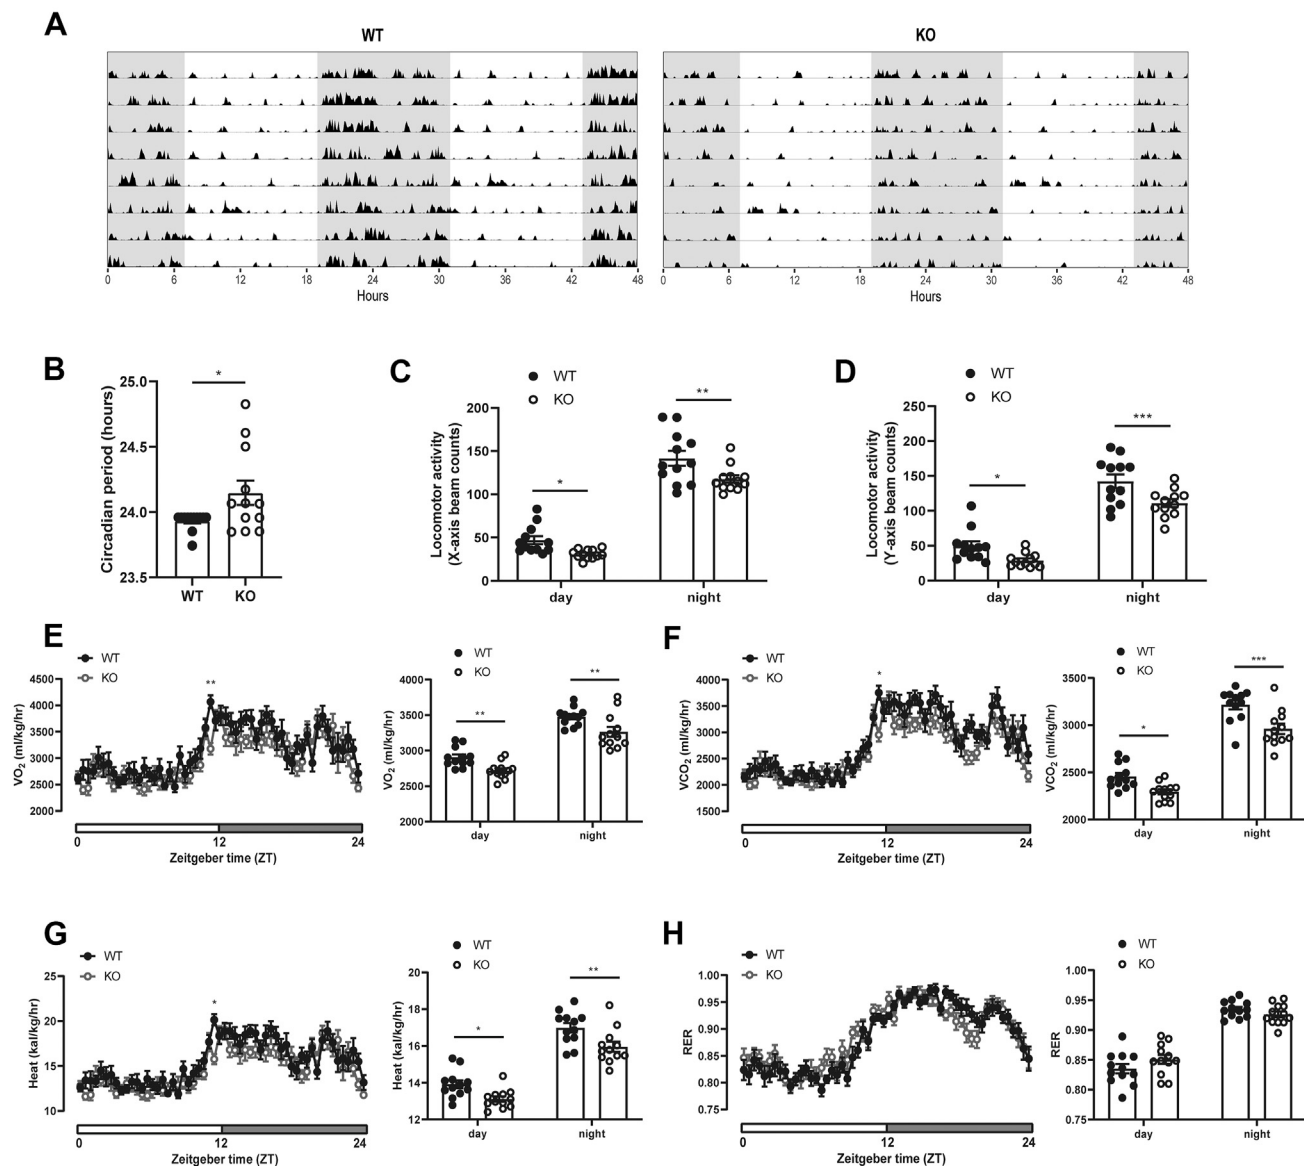 A
WT
KO
0 6 12 18 24 30 36 42 48
Hours
0 6 12 18 24 30 36 42 48
Hours
B
Circadian period (hours)
25.0
24.5
24.0
23.5
*
WT KO
C
WT
KO
Locomotor activity
(X-axis beam counts)
200
150
100
50
0
*
**
day night
D
WT
KO
Locomotor activity
(Y-axis beam counts)
250
200
150
100
50
0
*
***
day night
E
WT
KO
VO2 (ml/kg/hr)
4500
4000
3500
3000
2500
2000
**
0 12 24
Zeitgeber time (ZT)
WT
KO
VO2 (ml/kg/hr)
4000
3500
3000
2500
2000
**
**
day night
F
WT
KO
VCO2 (ml/kg/hr)
4000
3500
3000
2500
2000
1500
*
0 12 24
Zeitgeber time (ZT)
WT
KO
VCO2 (ml/kg/hr)
3500
3000
2500
2000
*
***
day night
G
WT
KO
Heat (kal/kg/hr)
25
20
15
10
*
0 12 24
Zeitgeber time (ZT)
WT
KO
Heat (kal/kg/hr)
20
18
16
14
12
*
**
day night
H
WT
KO
RER
1.00
0.95
0.90
0.85
0.80
0.75
0 12 24
Zeitgeber time (ZT)
WT
KO
RER
1.00
0.95
0.90
0.85
0.80
0.75
day night